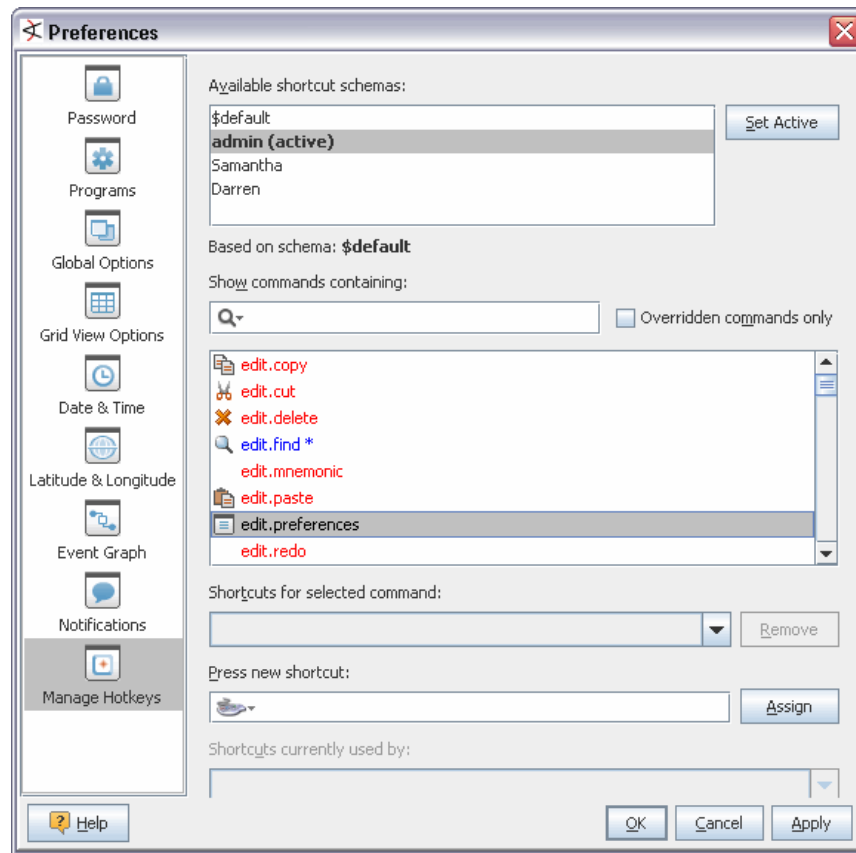 Preferences
Password
Programs
Global Options
Grid View Options
Date & Time
Latitude & Longitude
Event Graph
Notifications
Manage Hotkeys
Available shortcut schemas:
$default
admin (active)
Samantha
Darren
Set Active
Based on schema: $default
Show commands containing:
Overridden commands only
edit.copy
edit.cut
edit.delete
edit.find *
edit.mnemonic
edit.paste
edit.preferences
edit.redo
Shortcuts for selected command:
Remove
Press new shortcut:
Assign
Shortcuts currently used by:
Help
OK
Cancel
Apply